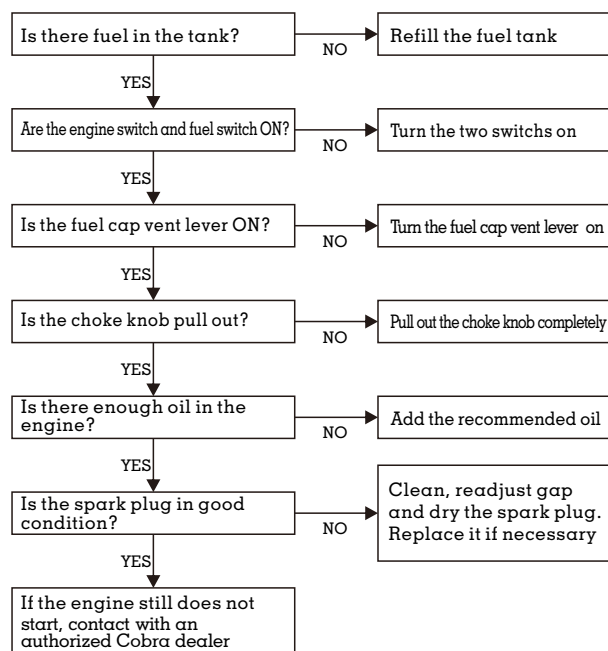 Is there fuel in the tank?
NO
Refill the fuel tank
YES
Are the engine switch and fuel switch ON?
NO
Turn the two switchs on
YES
Is the fuel cap vent lever ON?
NO
Turn the fuel cap vent lever on
YES
Is the choke knob pull out?
NO
Pull out the choke knob completely
YES
Is there enough oil in the
engine?
NO
Add the recommended oil
YES
Is the spark plug in good
condition?
NO
Clean, readjust gap
and dry the spark plug.
Replace it if necessary
YES
If the engine still does not
start, contact with an
authorized Cobra dealer